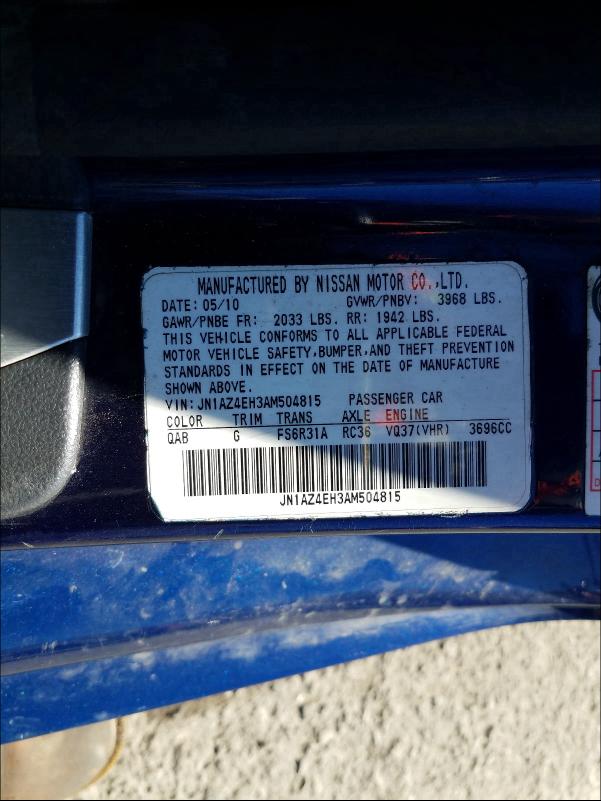 MANUFACTURED BY NISSAN MOTOR CO.,LTD.
DATE: 05/10 GVWR/PNBV: 3968 LBS.
GAWR/PNBE FR: 2033 LBS. RR: 1942 LBS.
THIS VEHICLE CONFORMS TO ALL APPLICABLE FEDERAL
MOTOR VEHICLE SAFETY,BUMPER,AND THEFT PREVENTION
STANDARDS IN EFFECT ON THE DATE OF MANUFACTURE
SHOWN ABOVE.
VIN: JN1AZ4EH3AM504815 PASSENGER CAR
COLOR TRIM TRANS AXLE ENGINE
QAB G FS6R31A RC36 VQ37(VHR) 3696CC
JN1AZ4EH3AM504815